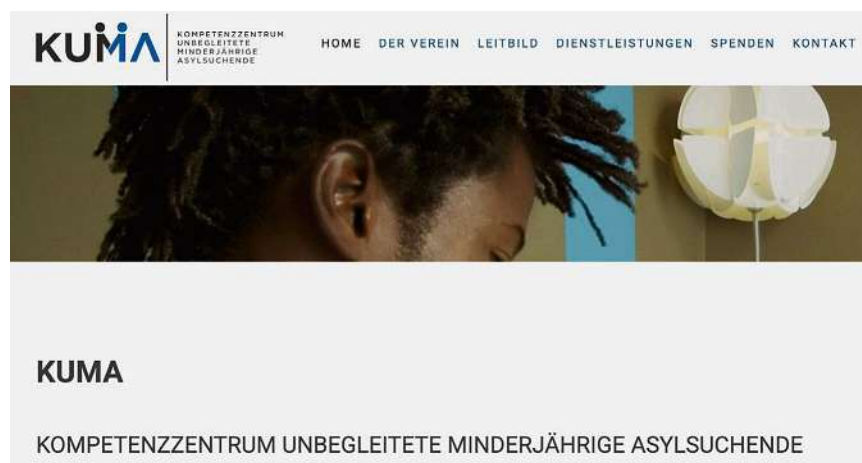 KUMA
KOMPETENZZENTRUM
UNBEGLEITETE
MINDERJÄHRIGE
ASYLSUCHENDE
HOME DER VEREIN LEITBILD DIENSTLEISTUNGEN SPENDEN KONTAKT
KUMA
KOMPETENZZENTRUM UNBEGLEITETE MINDERJÄHRIGE ASYLSUCHENDE